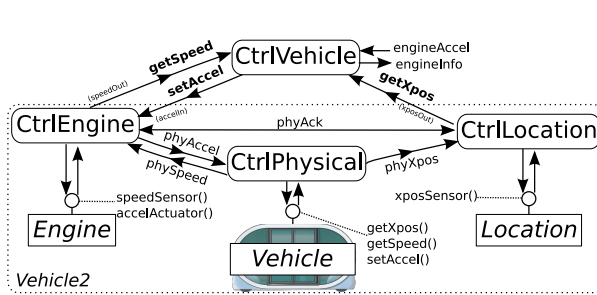 CtrlVehicle
engineAccel
engineInfo
getSpeed
setAccel
getXpos
(speedOut)
(accelIn)
(xposOut)
CtrlEngine
phyAck
CtrlLocation
phyAccel
phySpeed
CtrlPhysical
phyXpos
speedSensor()
accelActuator()
xposSensor()
Engine
getXpos()
getSpeed()
setAccel()
Location
Vehicle
Vehicle2